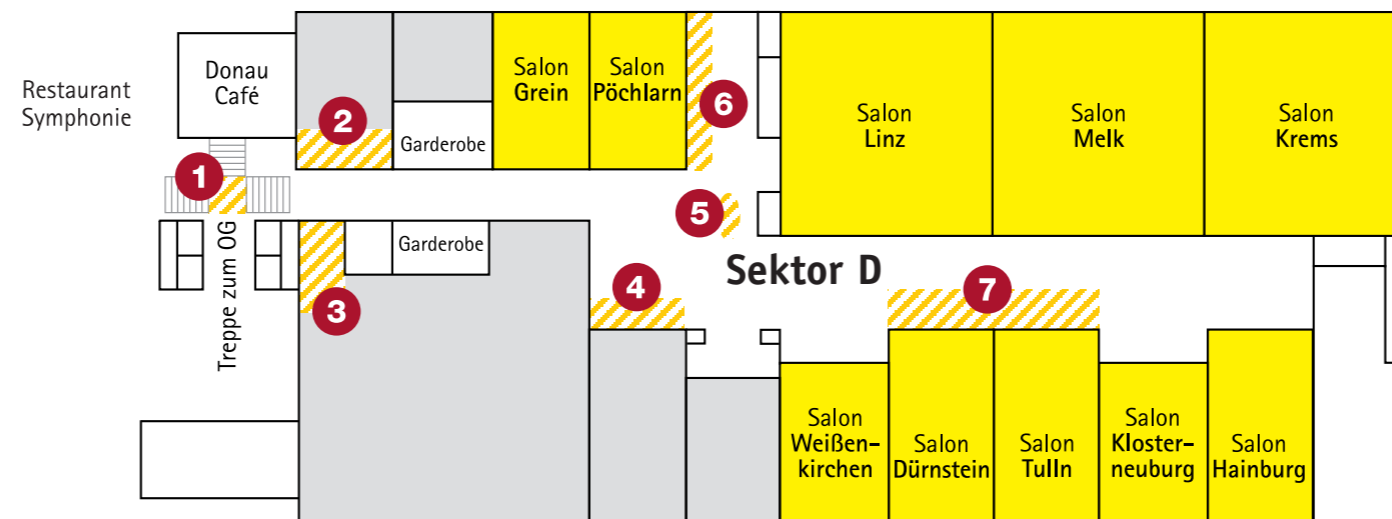 Restaurant
Symphonie
Donau
Café
1
2
Garderobe
Salon
Grein
Salon
Pöchlarn
6
5
Salon
Linz
Salon
Melk
Salon
Krems
Treppe zum OG
3
Garderobe
4
Sektor D
7
Salon
Weißen-
kirchen
Salon
Dürnstein
Salon
Tulln
Salon
Kloster-
neuburg
Salon
Hainburg